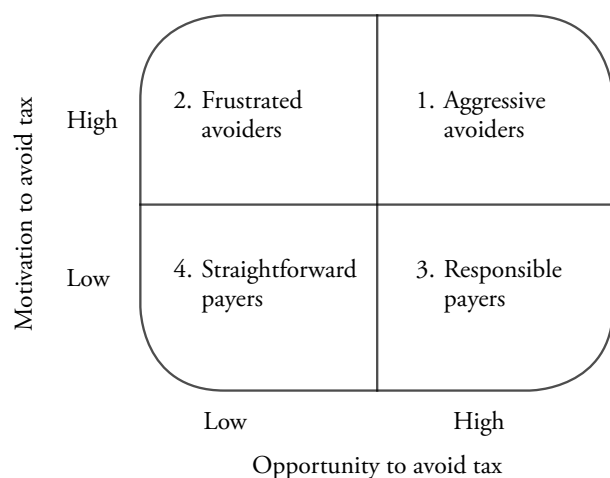 Motivation to avoid tax
High
2. Frustrated
avoiders
1. Aggressive
avoiders
Low
4. Straightforward
payers
3. Responsible
payers
Low
High
Opportunity to avoid tax